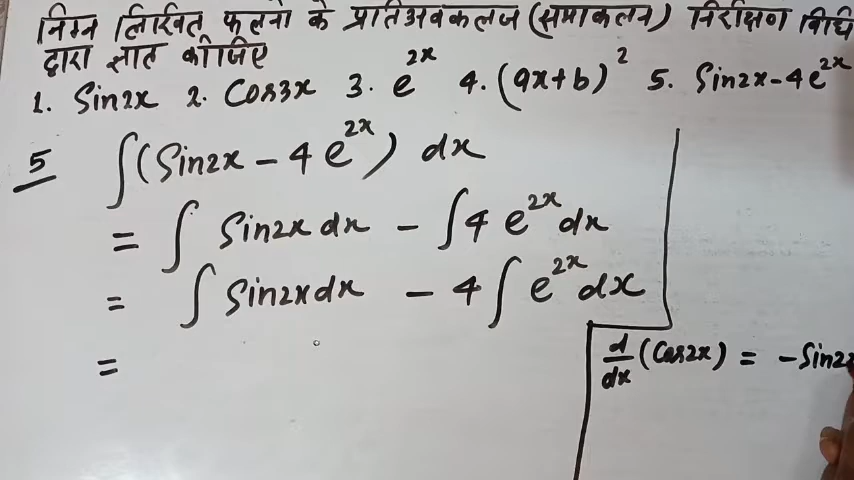 निम्न लिखित फलनो के प्रतिअवकलज (समाकलन) निरीक्षण विधि
द्वारा ज्ञात कीजिए
1. Sin2x 2. Cos3x 3. e^2x 4. (ax+b)^2 5. Sin2x-4e^2x
5 ∫(Sin2x - 4e^2x) dx
= ∫ Sin2x dx - ∫4 e^2x dx
= ∫ Sin2x dx - 4∫ e^2x dx
=
d/dx (Cos2x) = -Sin2x